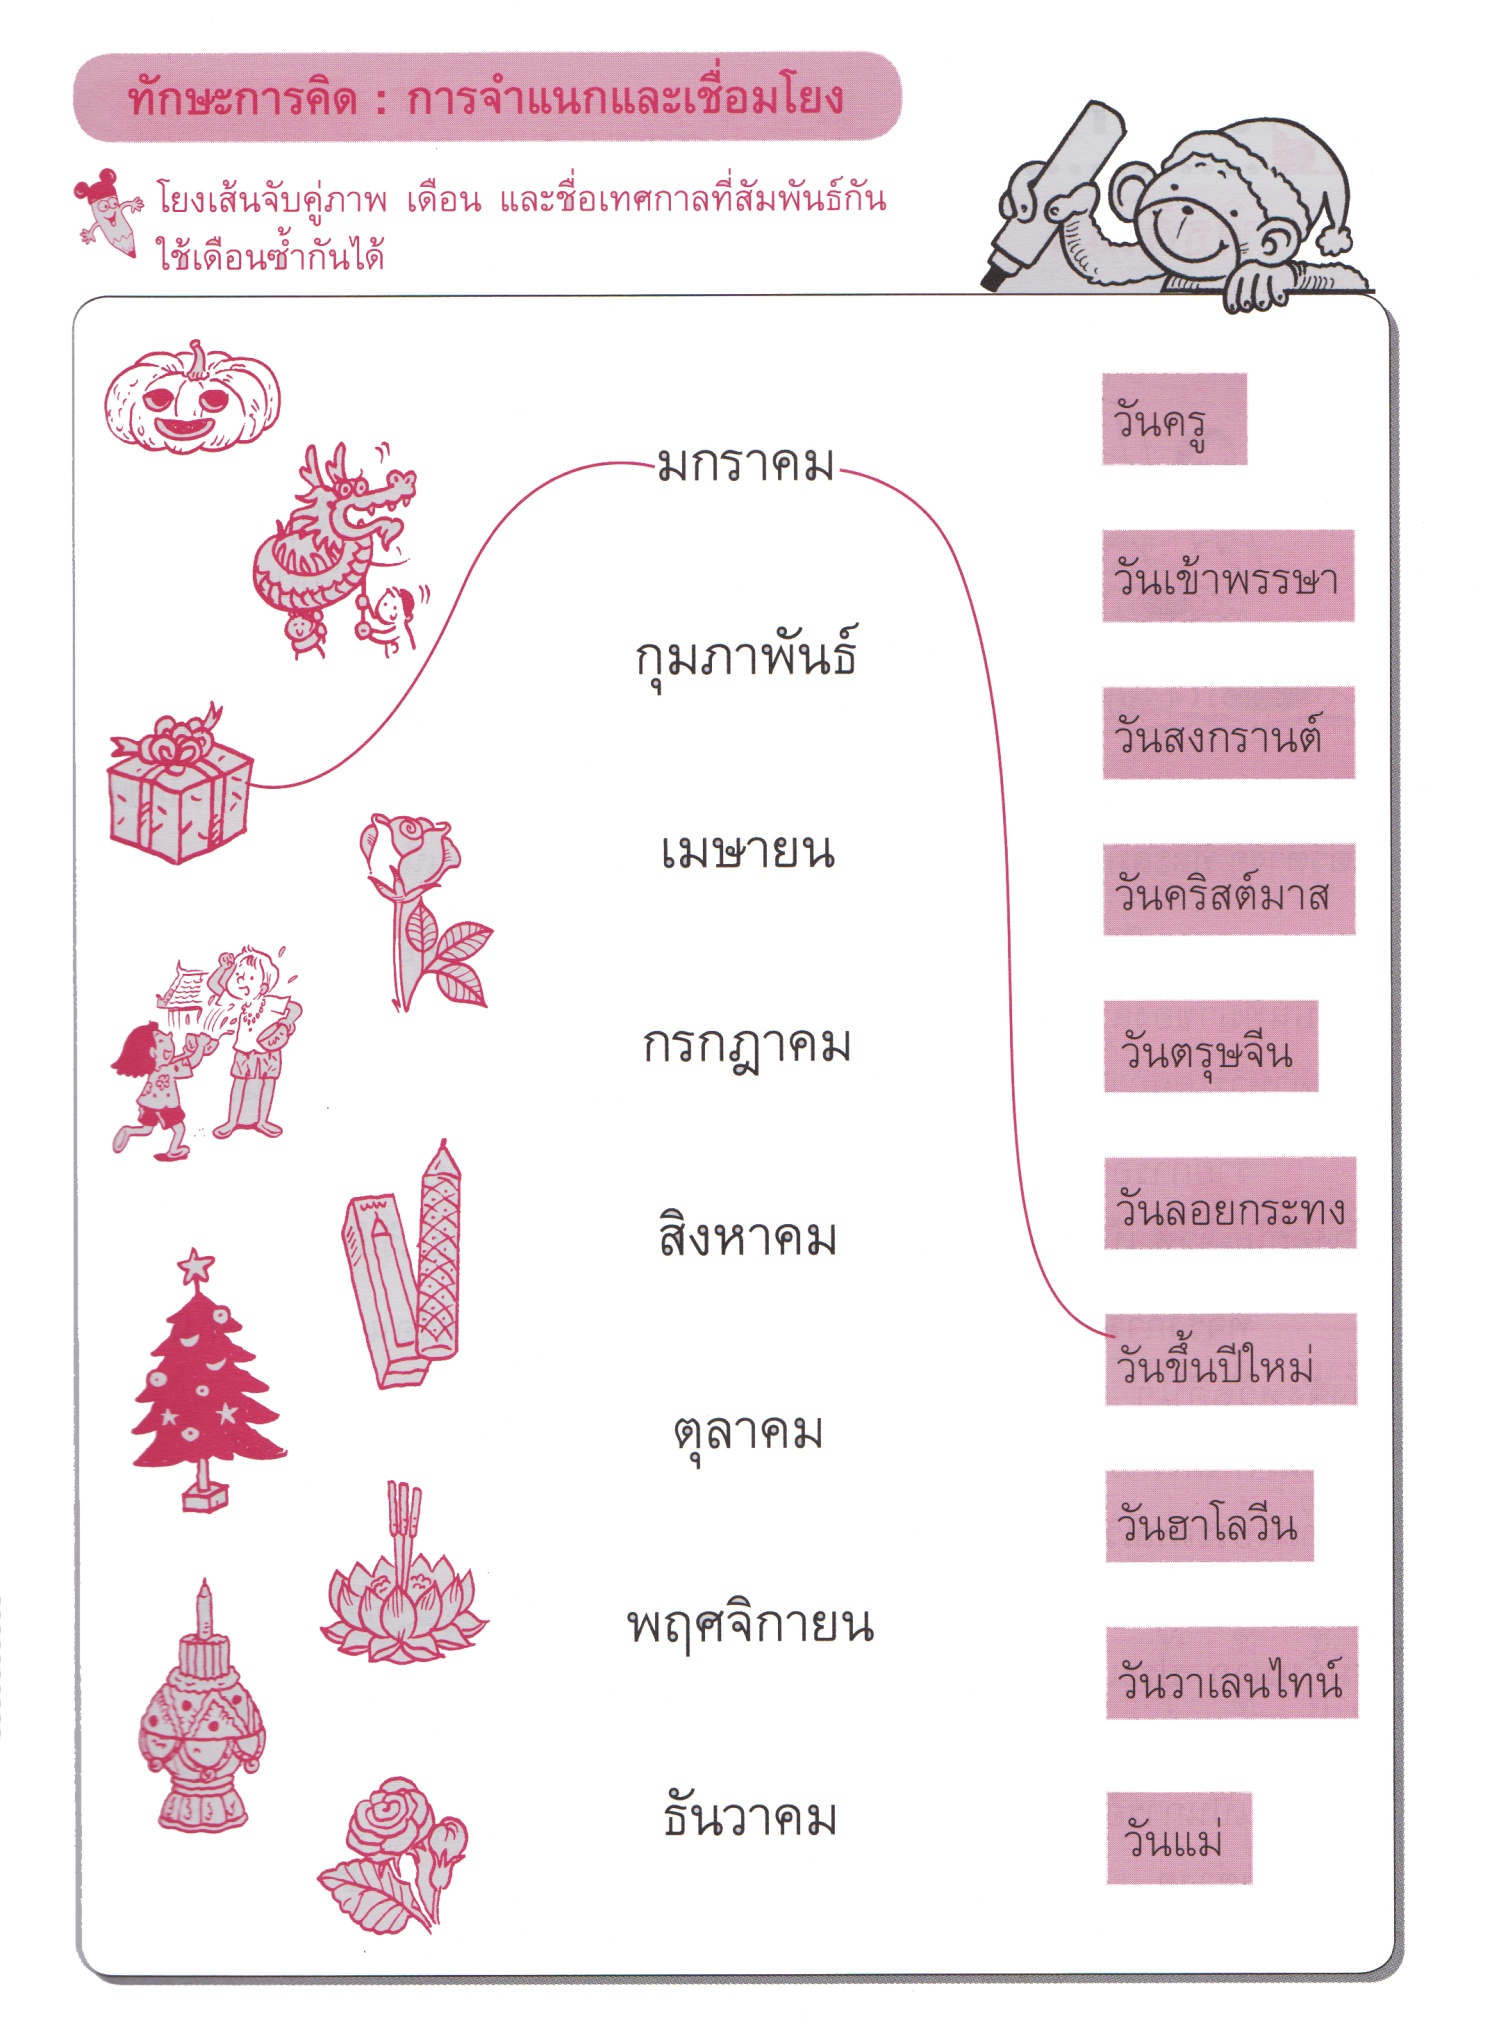 ทักษะการคิด : การจำแนกและเชื่อมโยง
โยงเส้นจับคู่ภาพ เดือน และชื่อเทศกาลที่สัมพันธ์กัน
ใช้เดือนซ้ำกันได้
มกราคม
กุมภาพันธ์
เมษายน
กรกฎาคม
สิงหาคม
ตุลาคม
พฤศจิกายน
ธันวาคม
วันครู
วันเข้าพรรษา
วันสงกรานต์
วันคริสต์มาส
วันตรุษจีน
วันลอยกระทง
วันขึ้นปีใหม่
วันฮาโลวีน
วันวาเลนไทน์
วันแม่